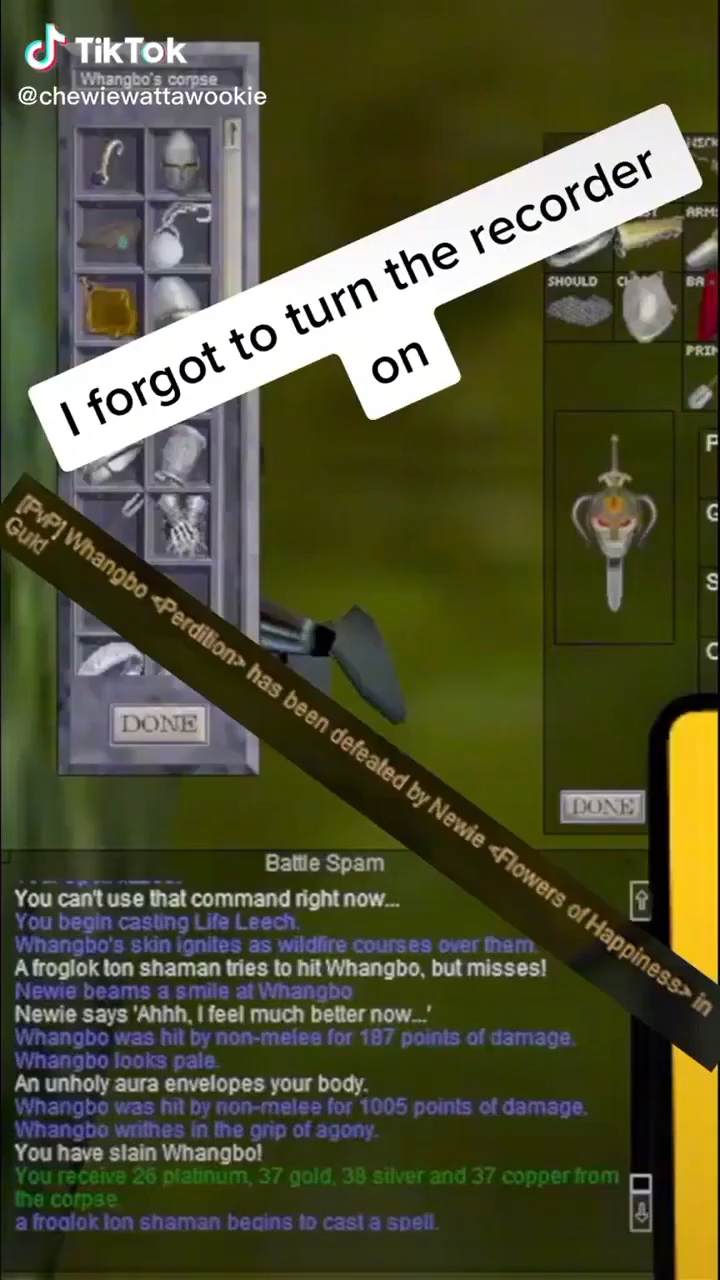 TikTok
@chewiewattawookie
Whangbo's corpse
I forgot to turn the recorder
on
ARM
SHOULD
BA
PRI
[PvP] Whangbo <Perdition> has been defeated by Newie <Flowers of Happiness> in
Guk!
DONE
DONE
Battle Spam
You can't use that command right now...
You begin casting Life Leech.
Whangbo's skin ignites as wildfire courses over them.
A froglok ton shaman tries to hit Whangbo, but misses!
Newie beams a smile at Whangbo
Newie says 'Ahhh, I feel much better now...'
Whangbo was hit by non-melee for 187 points of damage.
Whangbo looks pale.
An unholy aura envelopes your body.
Whangbo was hit by non-melee for 1005 points of damage.
Whangbo writhes in the grip of agony.
You have slain Whangbo!
You receive 26 platinum, 37 gold, 38 silver and 37 copper from
the corpse.
a froglok ton shaman begins to cast a spell.